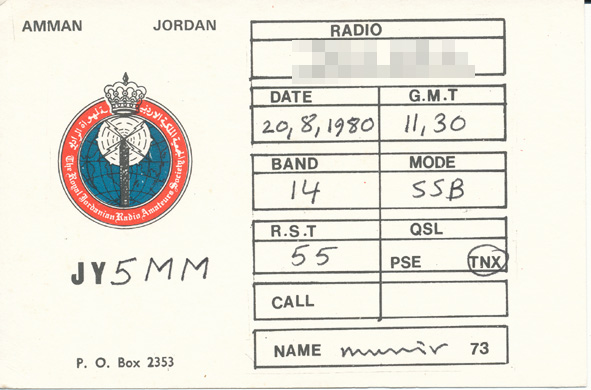 AMMAN JORDAN
RADIO
DATE G.M.T
20,8,1980 11,30
BAND MODE
14 SSB
R.S.T QSL
55 PSE TNX
CALL
NAME munir 73
The Royal Jordanian Radio Amateurs Society
JY5MM
P. O. Box 2353